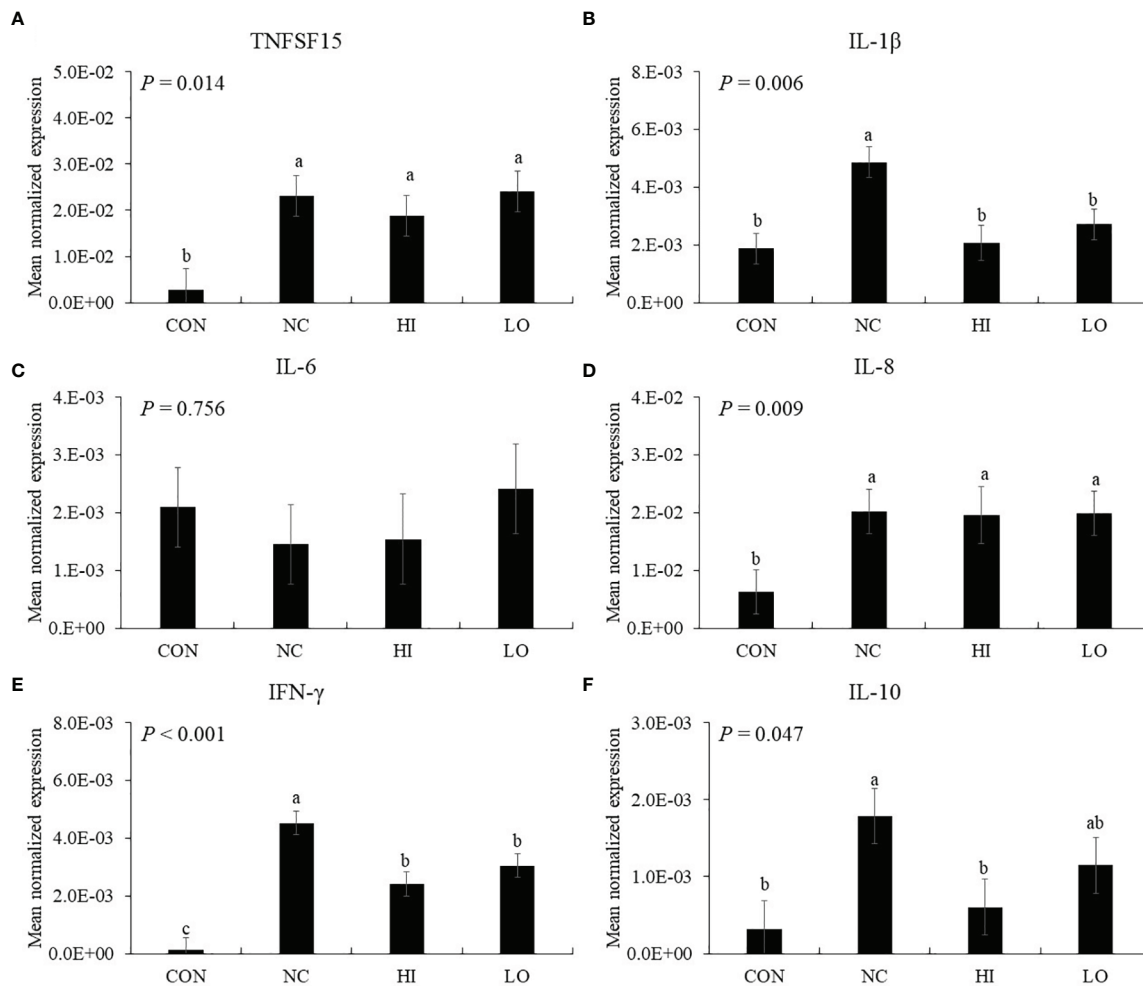 A
TNFSF15
Mean normalized expression
5.0E-02
4.0E-02
3.0E-02
2.0E-02
1.0E-02
0.0E+00
P = 0.014
b
a
a
a
CON NC HI LO
B
IL-1β
Mean normalized expression
8.E-03
6.E-03
4.E-03
2.E-03
0.E+00
P = 0.006
b
a
b
b
CON NC HI LO
C
IL-6
Mean normalized expression
4.E-03
3.E-03
2.E-03
1.E-03
0.E+00
P = 0.756
CON NC HI LO
D
IL-8
Mean normalized expression
4.E-02
3.E-02
2.E-02
1.E-02
0.E+00
P = 0.009
b
a
a
a
CON NC HI LO
E
IFN-γ
Mean normalized expression
8.0E-03
6.0E-03
4.0E-03
2.0E-03
0.0E+00
P < 0.001
c
a
b
b
CON NC HI LO
F
IL-10
Mean normalized expression
3.0E-03
2.0E-03
1.0E-03
0.0E+00
P = 0.047
b
a
b
ab
CON NC HI LO